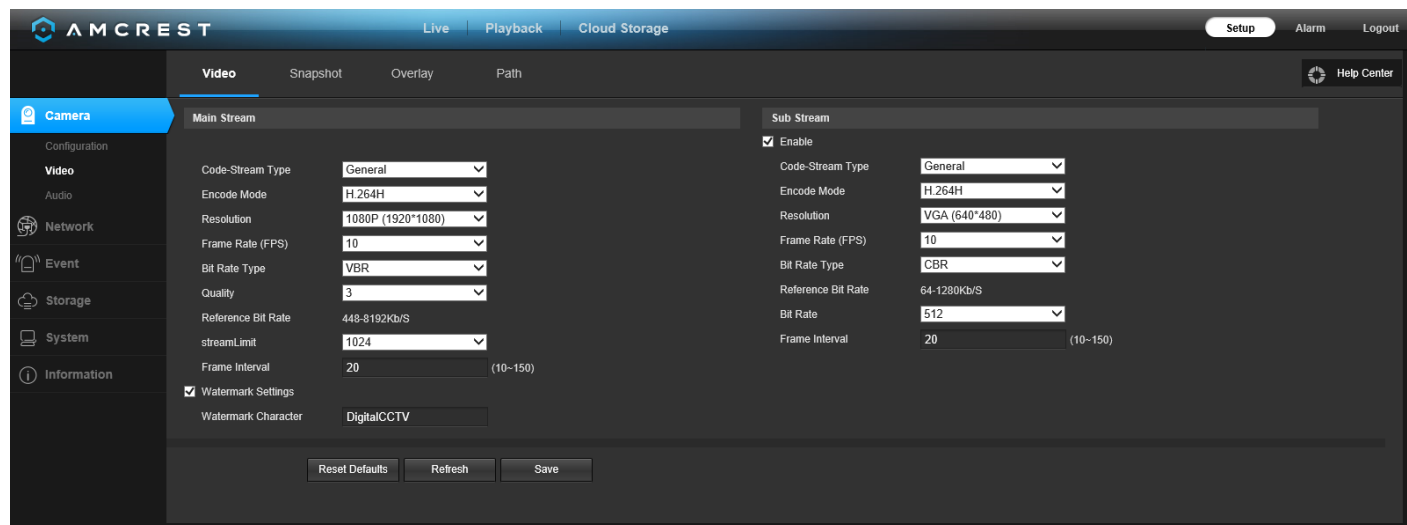 AMCREST Live Playback Cloud Storage Setup Alarm Logout
Video Snapshot Overlay Path Help Center
Camera
Configuration
Video
Audio
Network
Event
Storage
System
Information
Main Stream
Code-Stream Type General
Encode Mode H.264H
Resolution 1080P (1920*1080)
Frame Rate (FPS) 10
Bit Rate Type VBR
Quality 3
Reference Bit Rate 448-8192Kb/S
streamLimit 1024
Frame Interval 20 (10~150)
Watermark Settings
Watermark Character DigitalCCTV
Sub Stream
Enable
Code-Stream Type General
Encode Mode H.264H
Resolution VGA (640*480)
Frame Rate (FPS) 10
Bit Rate Type CBR
Reference Bit Rate 64-1280Kb/S
Bit Rate 512
Frame Interval 20 (10~150)
Reset Defaults Refresh Save